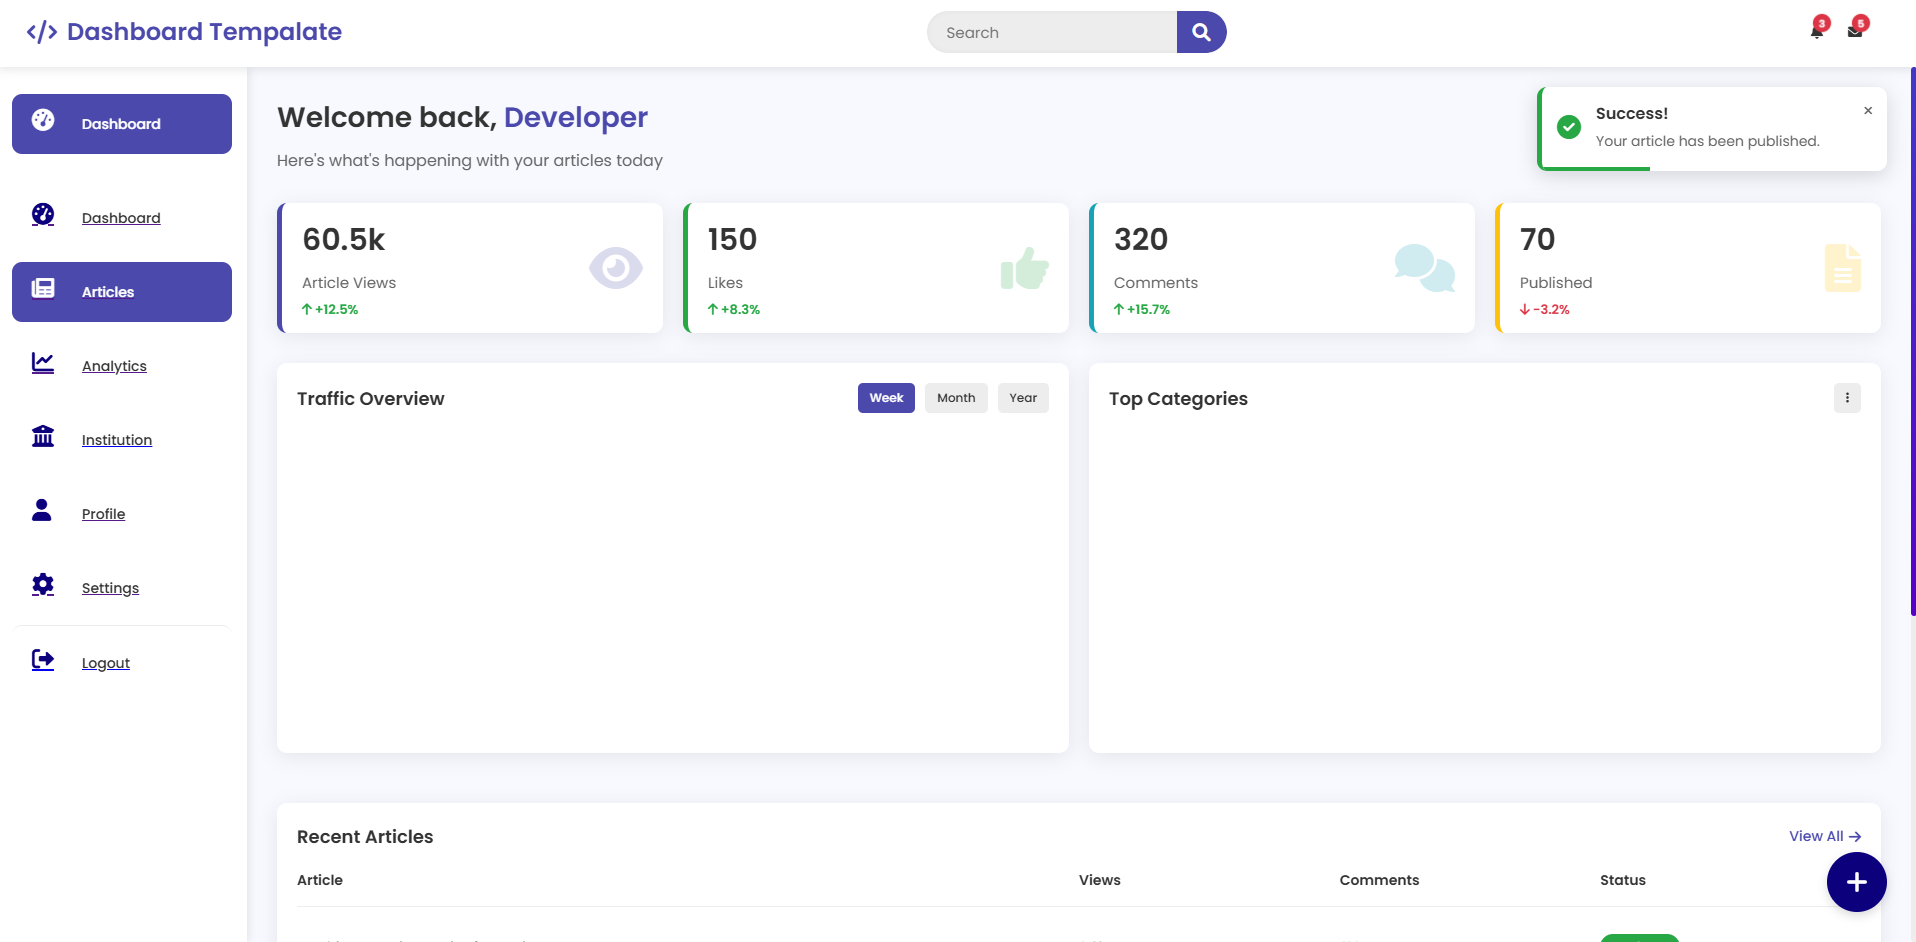 </> Dashboard Tempalate
Search
3
5
Dashboard
Dashboard
Articles
Analytics
Institution
Profile
Settings
Logout
Welcome back, Developer
Here's what's happening with your articles today
Success!
×
Your article has been published.
60.5k
Article Views
+12.5%
150
Likes
+8.3%
320
Comments
+15.7%
70
Published
-3.2%
Traffic Overview
Week Month Year
Top Categories
Recent Articles
View All →
Article Views Comments Status
+